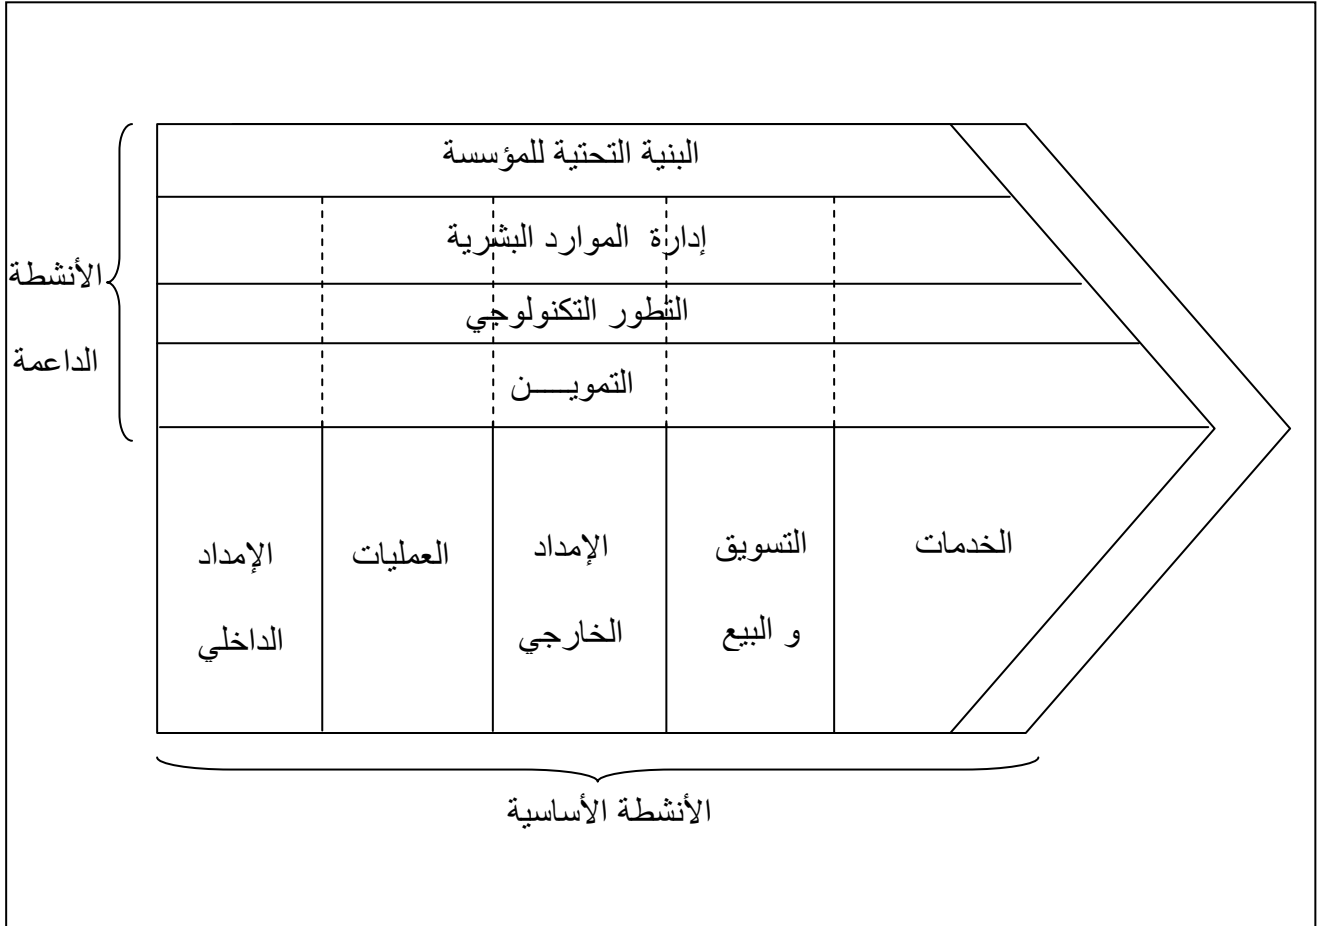 البنية التحتية للمؤسسة
إدارة الموارد البشرية
التطور التكنولوجي
التمويـــــن
الأنشطة
الداعمة
الإمداد
الداخلي
العمليات
الإمداد
الخارجي
التسويق
و البيع
الخدمات
الأنشطة الأساسية